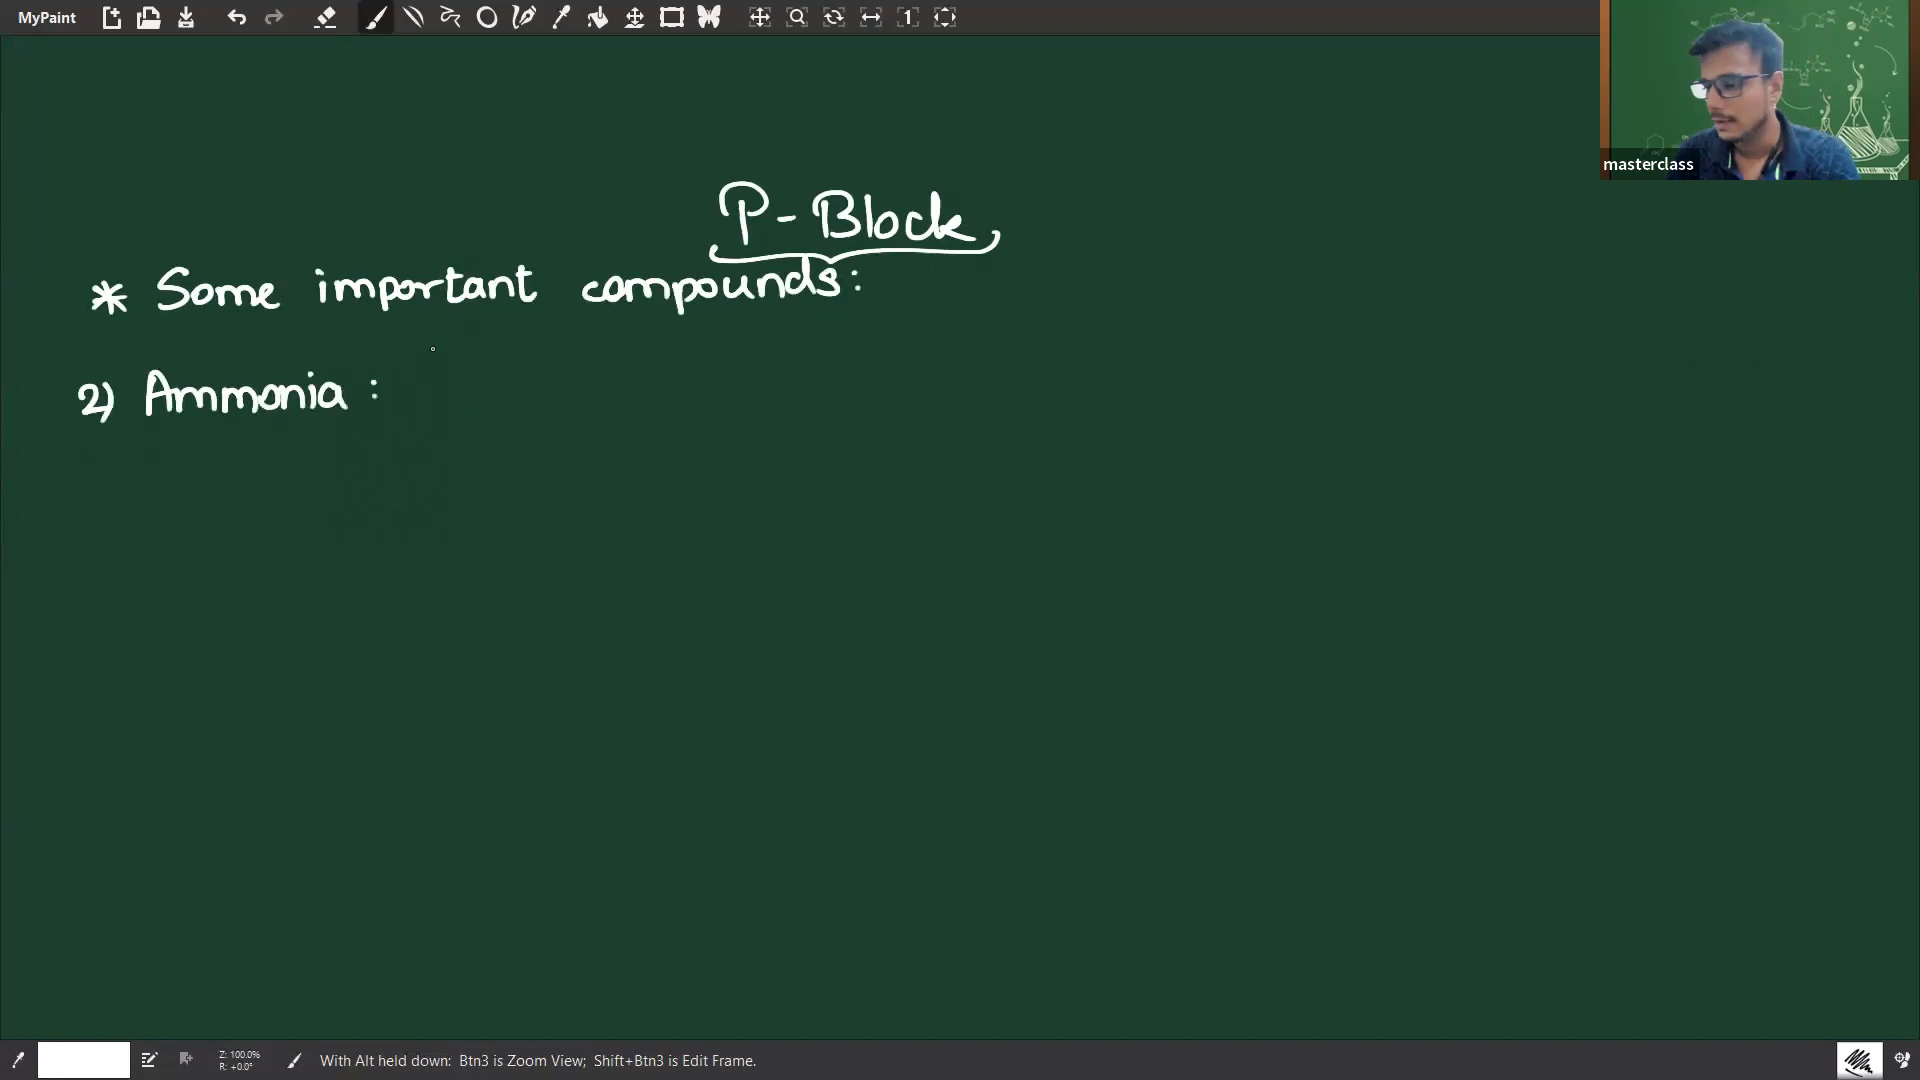 MyPaint
masterclass
P-Block
* Some important compounds:
2) Ammonia :
Z: 100.0%
R: +0.0°
With Alt held down: Btn3 is Zoom View; Shift+Btn3 is Edit Frame.